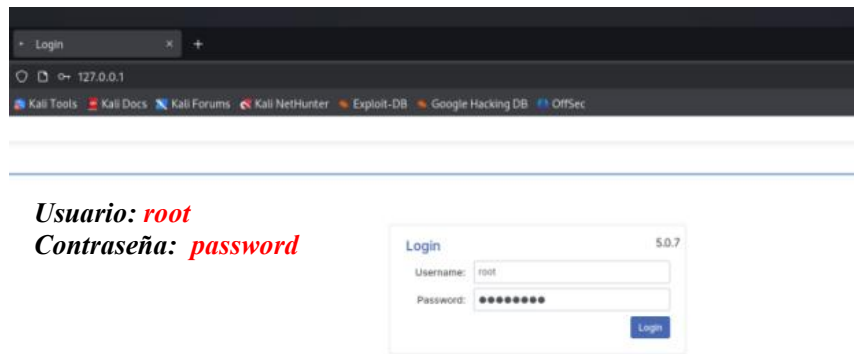 Login × +
127.0.0.1
Kali Tools Kali Docs Kali Forums Kali NetHunter Exploit-DB Google Hacking DB OffSec
Usuario: root
Contraseña: password
Login 5.0.7
Username: root
Password: ●●●●●●●●
Login